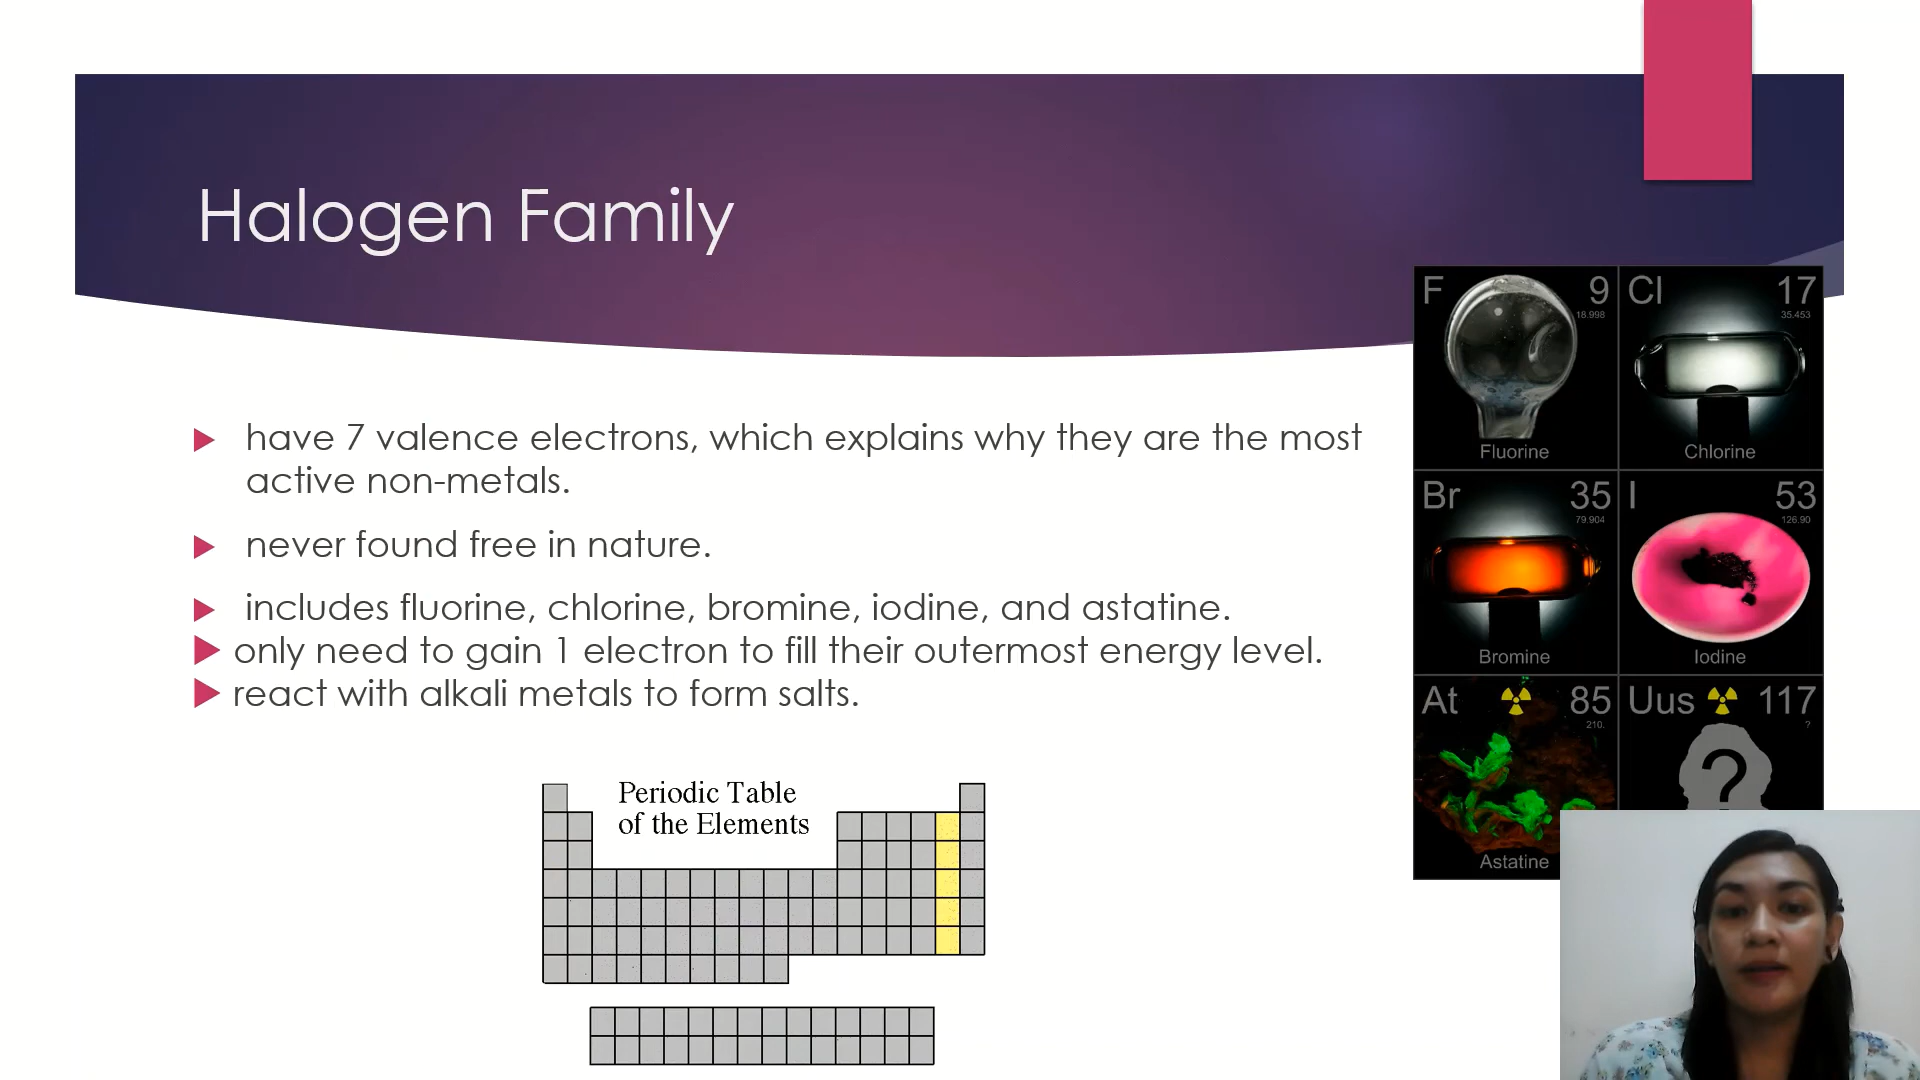 Halogen Family
have 7 valence electrons, which explains why they are the most
active non-metals.
never found free in nature.
includes fluorine, chlorine, bromine, iodine, and astatine.
only need to gain 1 electron to fill their outermost energy level.
react with alkali metals to form salts.
Periodic Table
of the Elements
F 9
18.998
Fluorine
Cl 17
35.453
Chlorine
Br 35
79.904
Bromine
I 53
126.90
Iodine
At 85
210.
Astatine
Uus 117
?
?